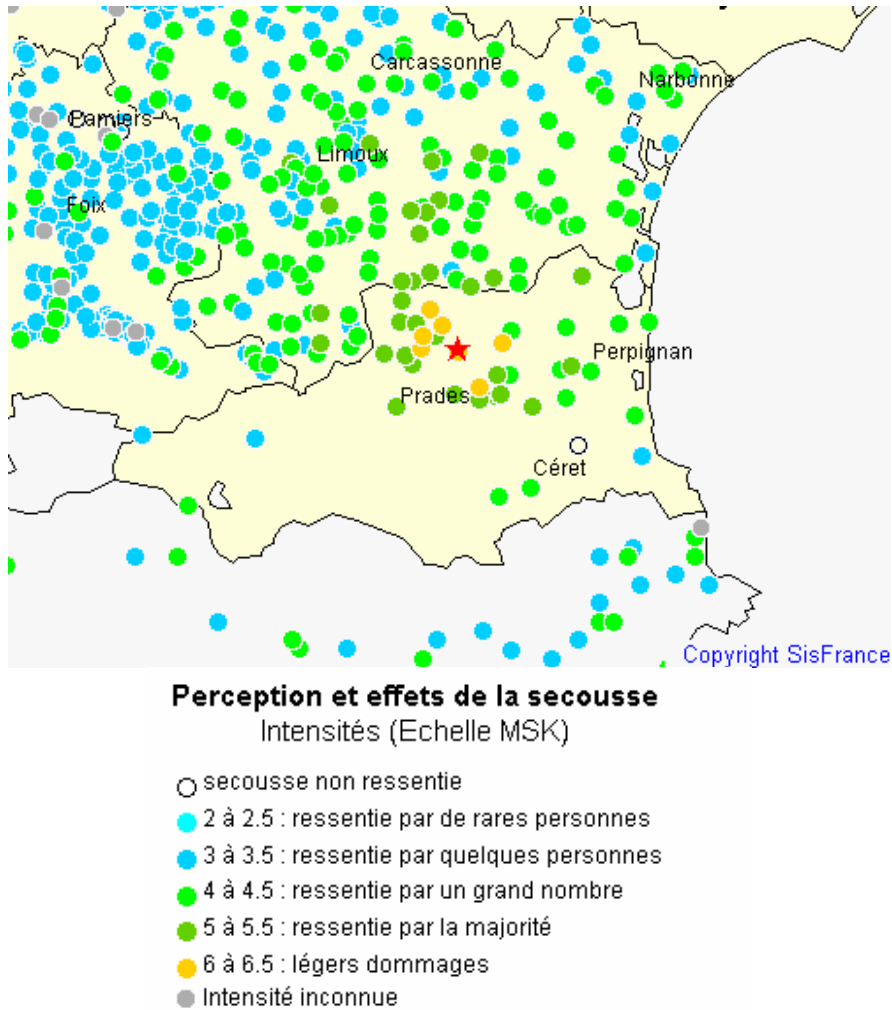 Carcassonne
Narbonne
Pamiers
Limoux
Foix
Perpignan
Prades
Céret
Copyright SisFrance
Perception et effets de la secousse
Intensités (Echelle MSK)
secousse non ressentie
2 à 2.5 : ressentie par de rares personnes
3 à 3.5 : ressentie par quelques personnes
4 à 4.5 : ressentie par un grand nombre
5 à 5.5 : ressentie par la majorité
6 à 6.5 : légers dommages
Intensité inconnue